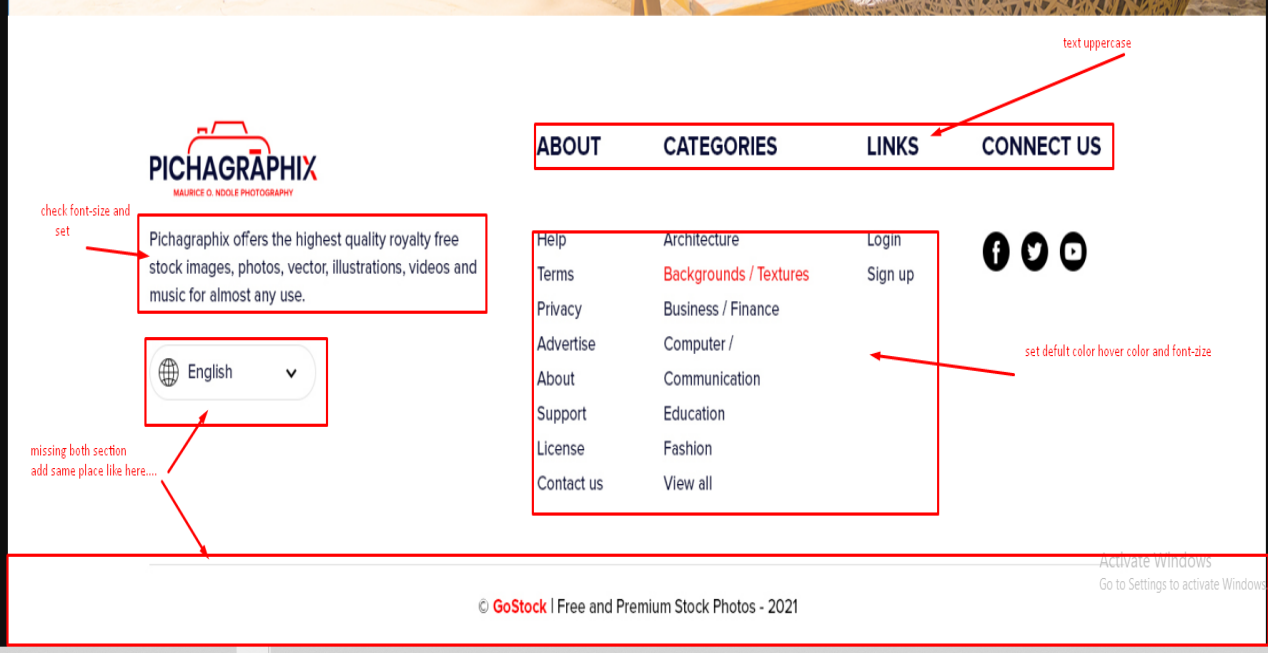 text uppercase
PICHAGRAPHIX
MAURICE O. NDOLE PHOTOGRAPHY
ABOUT CATEGORIES LINKS CONNECT US
check font-size and
set
Pichagraphix offers the highest quality royalty free
stock images, photos, vector, illustrations, videos and
music for almost any use.
Help Architecture Login
Terms Backgrounds / Textures Sign up
Privacy Business / Finance
Advertise Computer /
About Communication
Support Education
License Fashion
Contact us View all
set defult color hover color and font-zize
English
missing both section
add same place like here....
Activate Windows
Go to Settings to activate Windows
© GoStock | Free and Premium Stock Photos - 2021